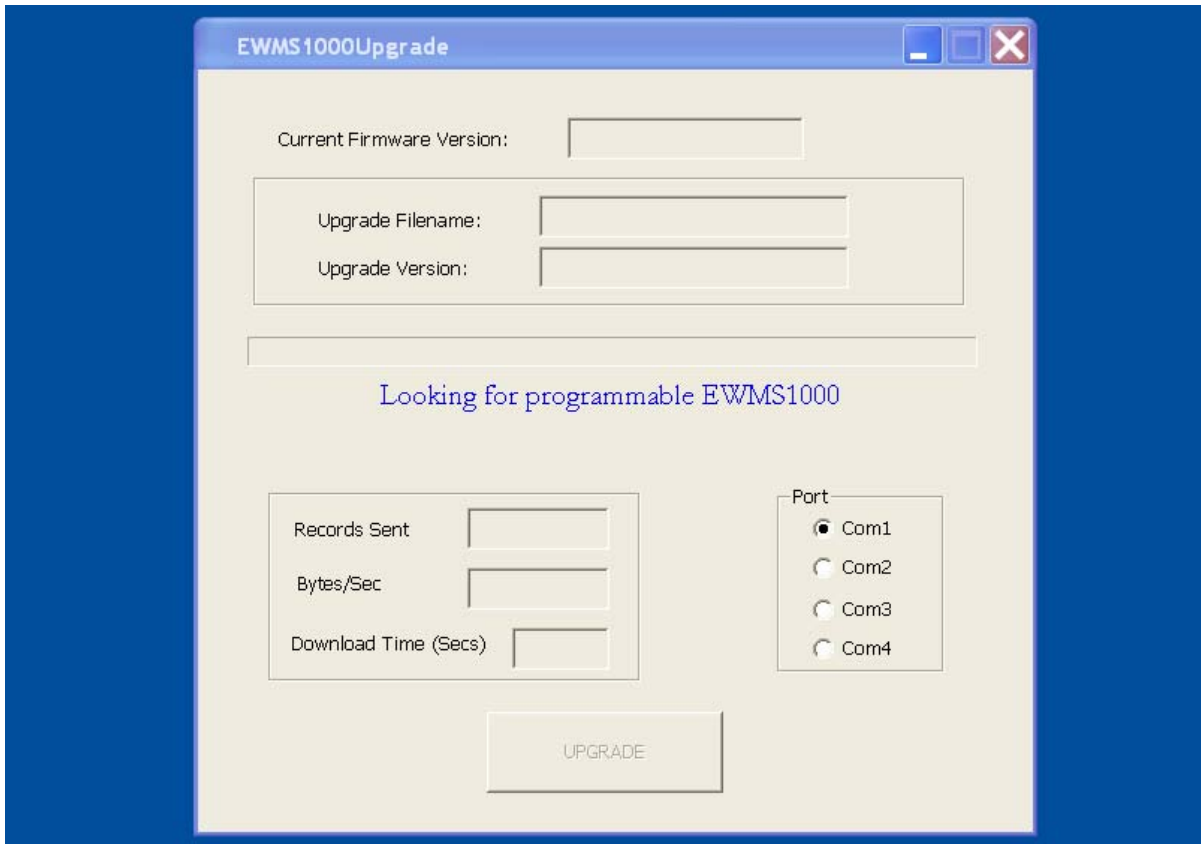 EWMS1000Upgrade
Current Firmware Version:
Upgrade Filename:
Upgrade Version:
Looking for programmable EWMS1000
Records Sent
Bytes/Sec
Download Time (Secs)
Port
Com1
Com2
Com3
Com4
UPGRADE